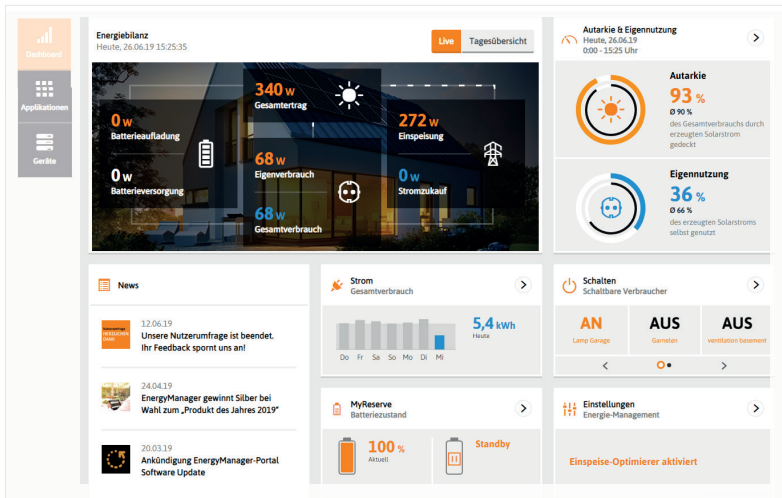 Dashboard
Applikationen
Geräte
Energiebilanz
Heute, 26.06.19 15:25:35
Live
Tagesübersicht
340 W
Gesamtertrag
0 W
Batterieaufladung
272 W
Einspeisung
68 W
Eigenverbrauch
0 W
Batterieversorgung
0 W
Stromzukauf
68 W
Gesamtverbrauch
Autarkie & Eigennutzung
Heute, 26.06.19
0:00 - 15:25 Uhr
Autarkie
93 %
Ø 90 %
des Gesamtverbrauchs durch
erzeugten Solarstrom
gedeckt
Eigennutzung
36 %
Ø 66 %
des erzeugten Solarstroms
selbst genutzt
News
12.06.19
Unsere Nutzerumfrage ist beendet.
Ihr Feedback spornt uns an!
Nutzerumfrage
HERZLICHEN
DANK!
24.04.19
EnergyManager gewinnt Silber bei
Wahl zum „Produkt des Jahres 2019"
20.03.19
Ankündigung EnergyManager-Portal
Software Update
Strom
Gesamtverbrauch
5,4 kWh
Heute
Do Fr Sa So Mo Di Mi
Schalten
Schaltbare Verbraucher
AN
Lamp Garage
AUS
Garnelen
AUS
ventilation basement
MyReserve
Batteriezustand
100 %
Aktuell
Standby
Einstellungen
Energie-Management
Einspeise-Optimierer aktiviert